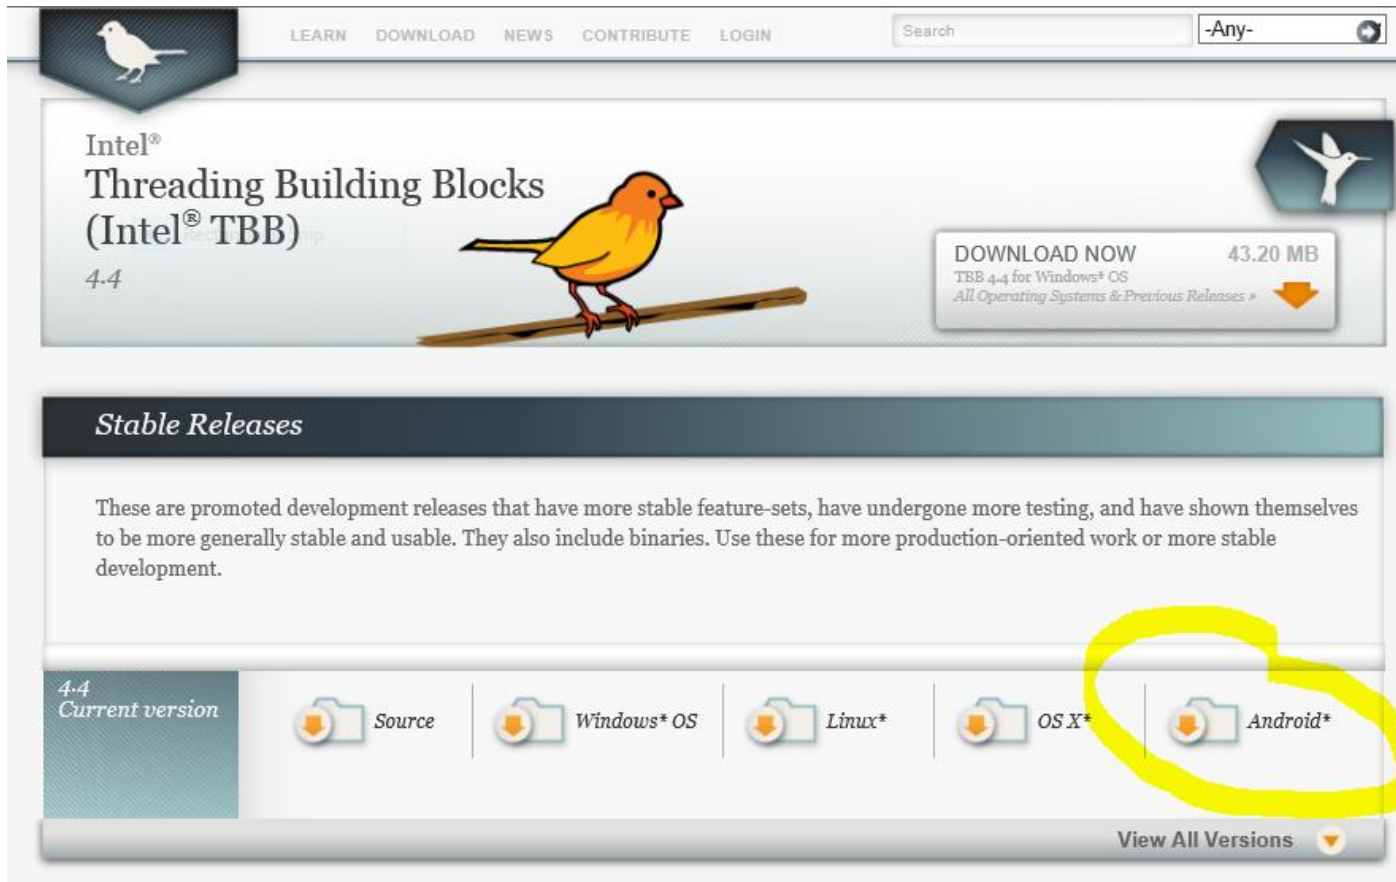 LEARN DOWNLOAD NEWS CONTRIBUTE LOGIN Search -Any-
Intel®
Threading Building Blocks
(Intel® TBB)
4.4
DOWNLOAD NOW 43.20 MB
TBB 4.4 for Windows* OS
All Operating Systems & Previous Releases »
Stable Releases
These are promoted development releases that have more stable feature-sets, have undergone more testing, and have shown themselves
to be more generally stable and usable. They also include binaries. Use these for more production-oriented work or more stable
development.
4.4
Current version
Source Windows* OS Linux* OS X* Android*
View All Versions